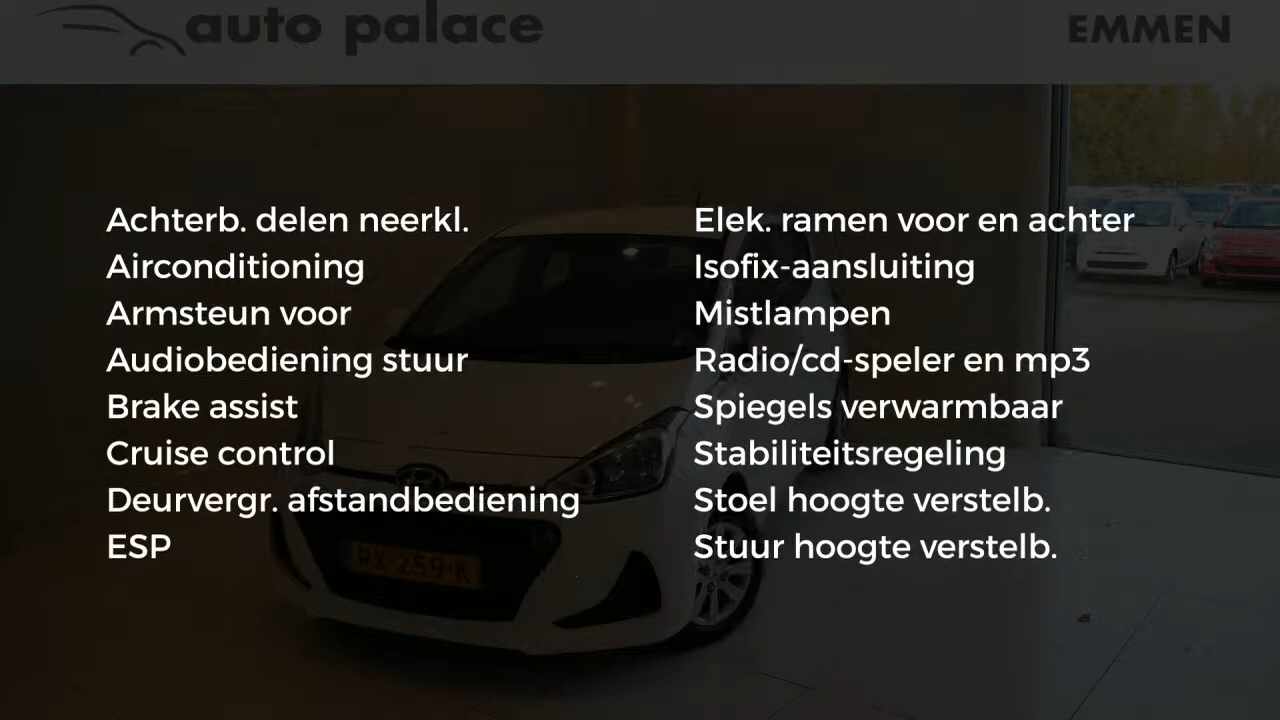 auto palace
EMMEN
Achterb. delen neerkl.
Airconditioning
Armsteun voor
Audiobediening stuur
Brake assist
Cruise control
Deurvergr. afstandbediening
ESP
Elek. ramen voor en achter
Isofix-aansluiting
Mistlampen
Radio/cd-speler en mp3
Spiegels verwarmbaar
Stabiliteitsregeling
Stoel hoogte verstelb.
Stuur hoogte verstelb.
RX-259-K